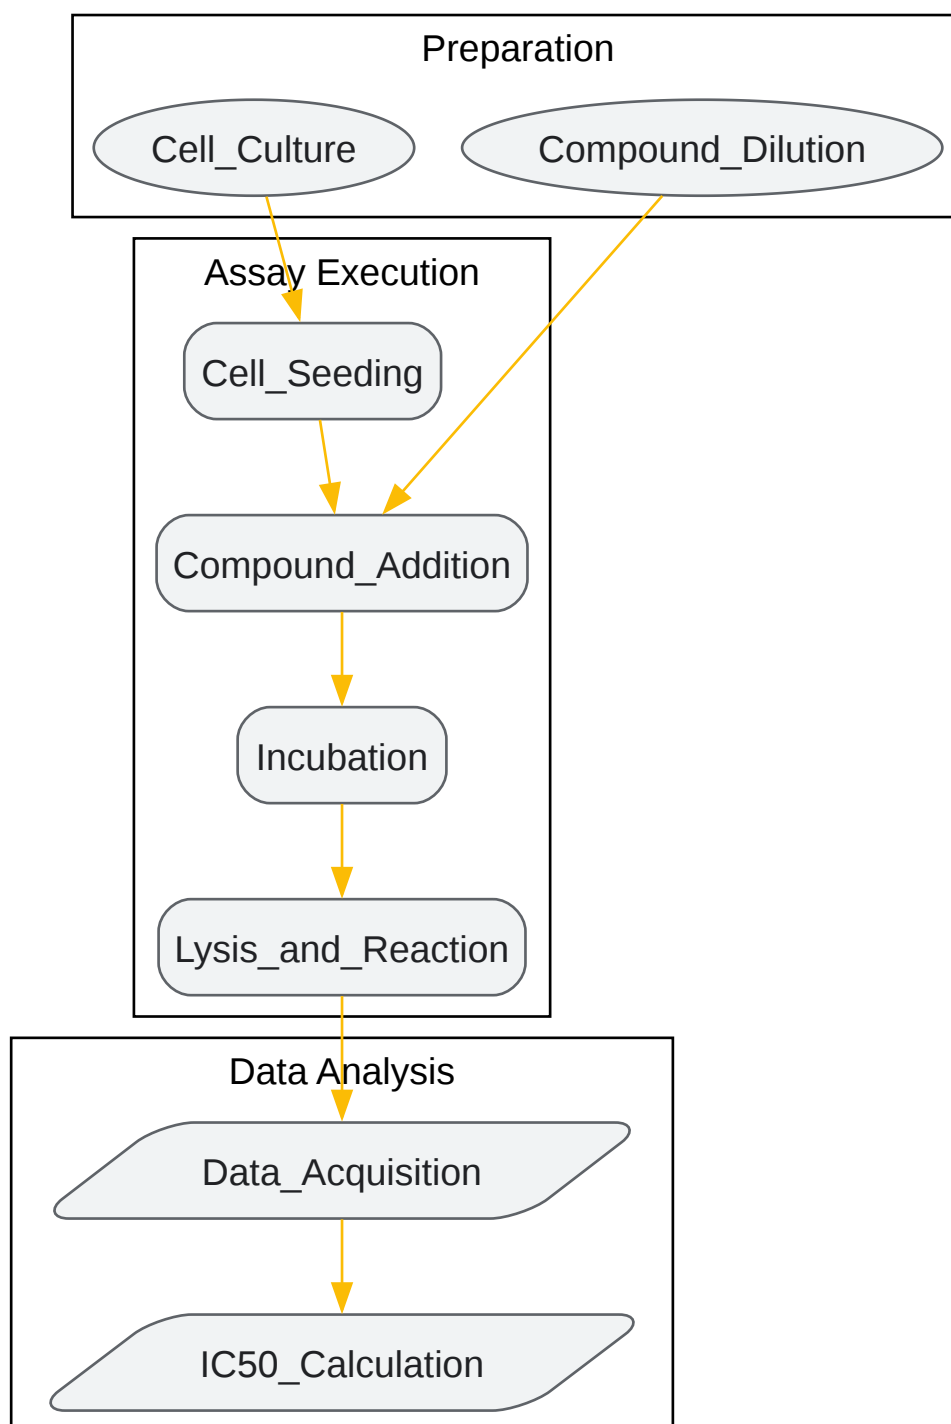 Preparation
Cell_Culture
Compound_Dilution
Assay Execution
Cell_Seeding
Compound_Addition
Incubation
Lysis_and_Reaction
Data Analysis
Data_Acquisition
IC50_Calculation